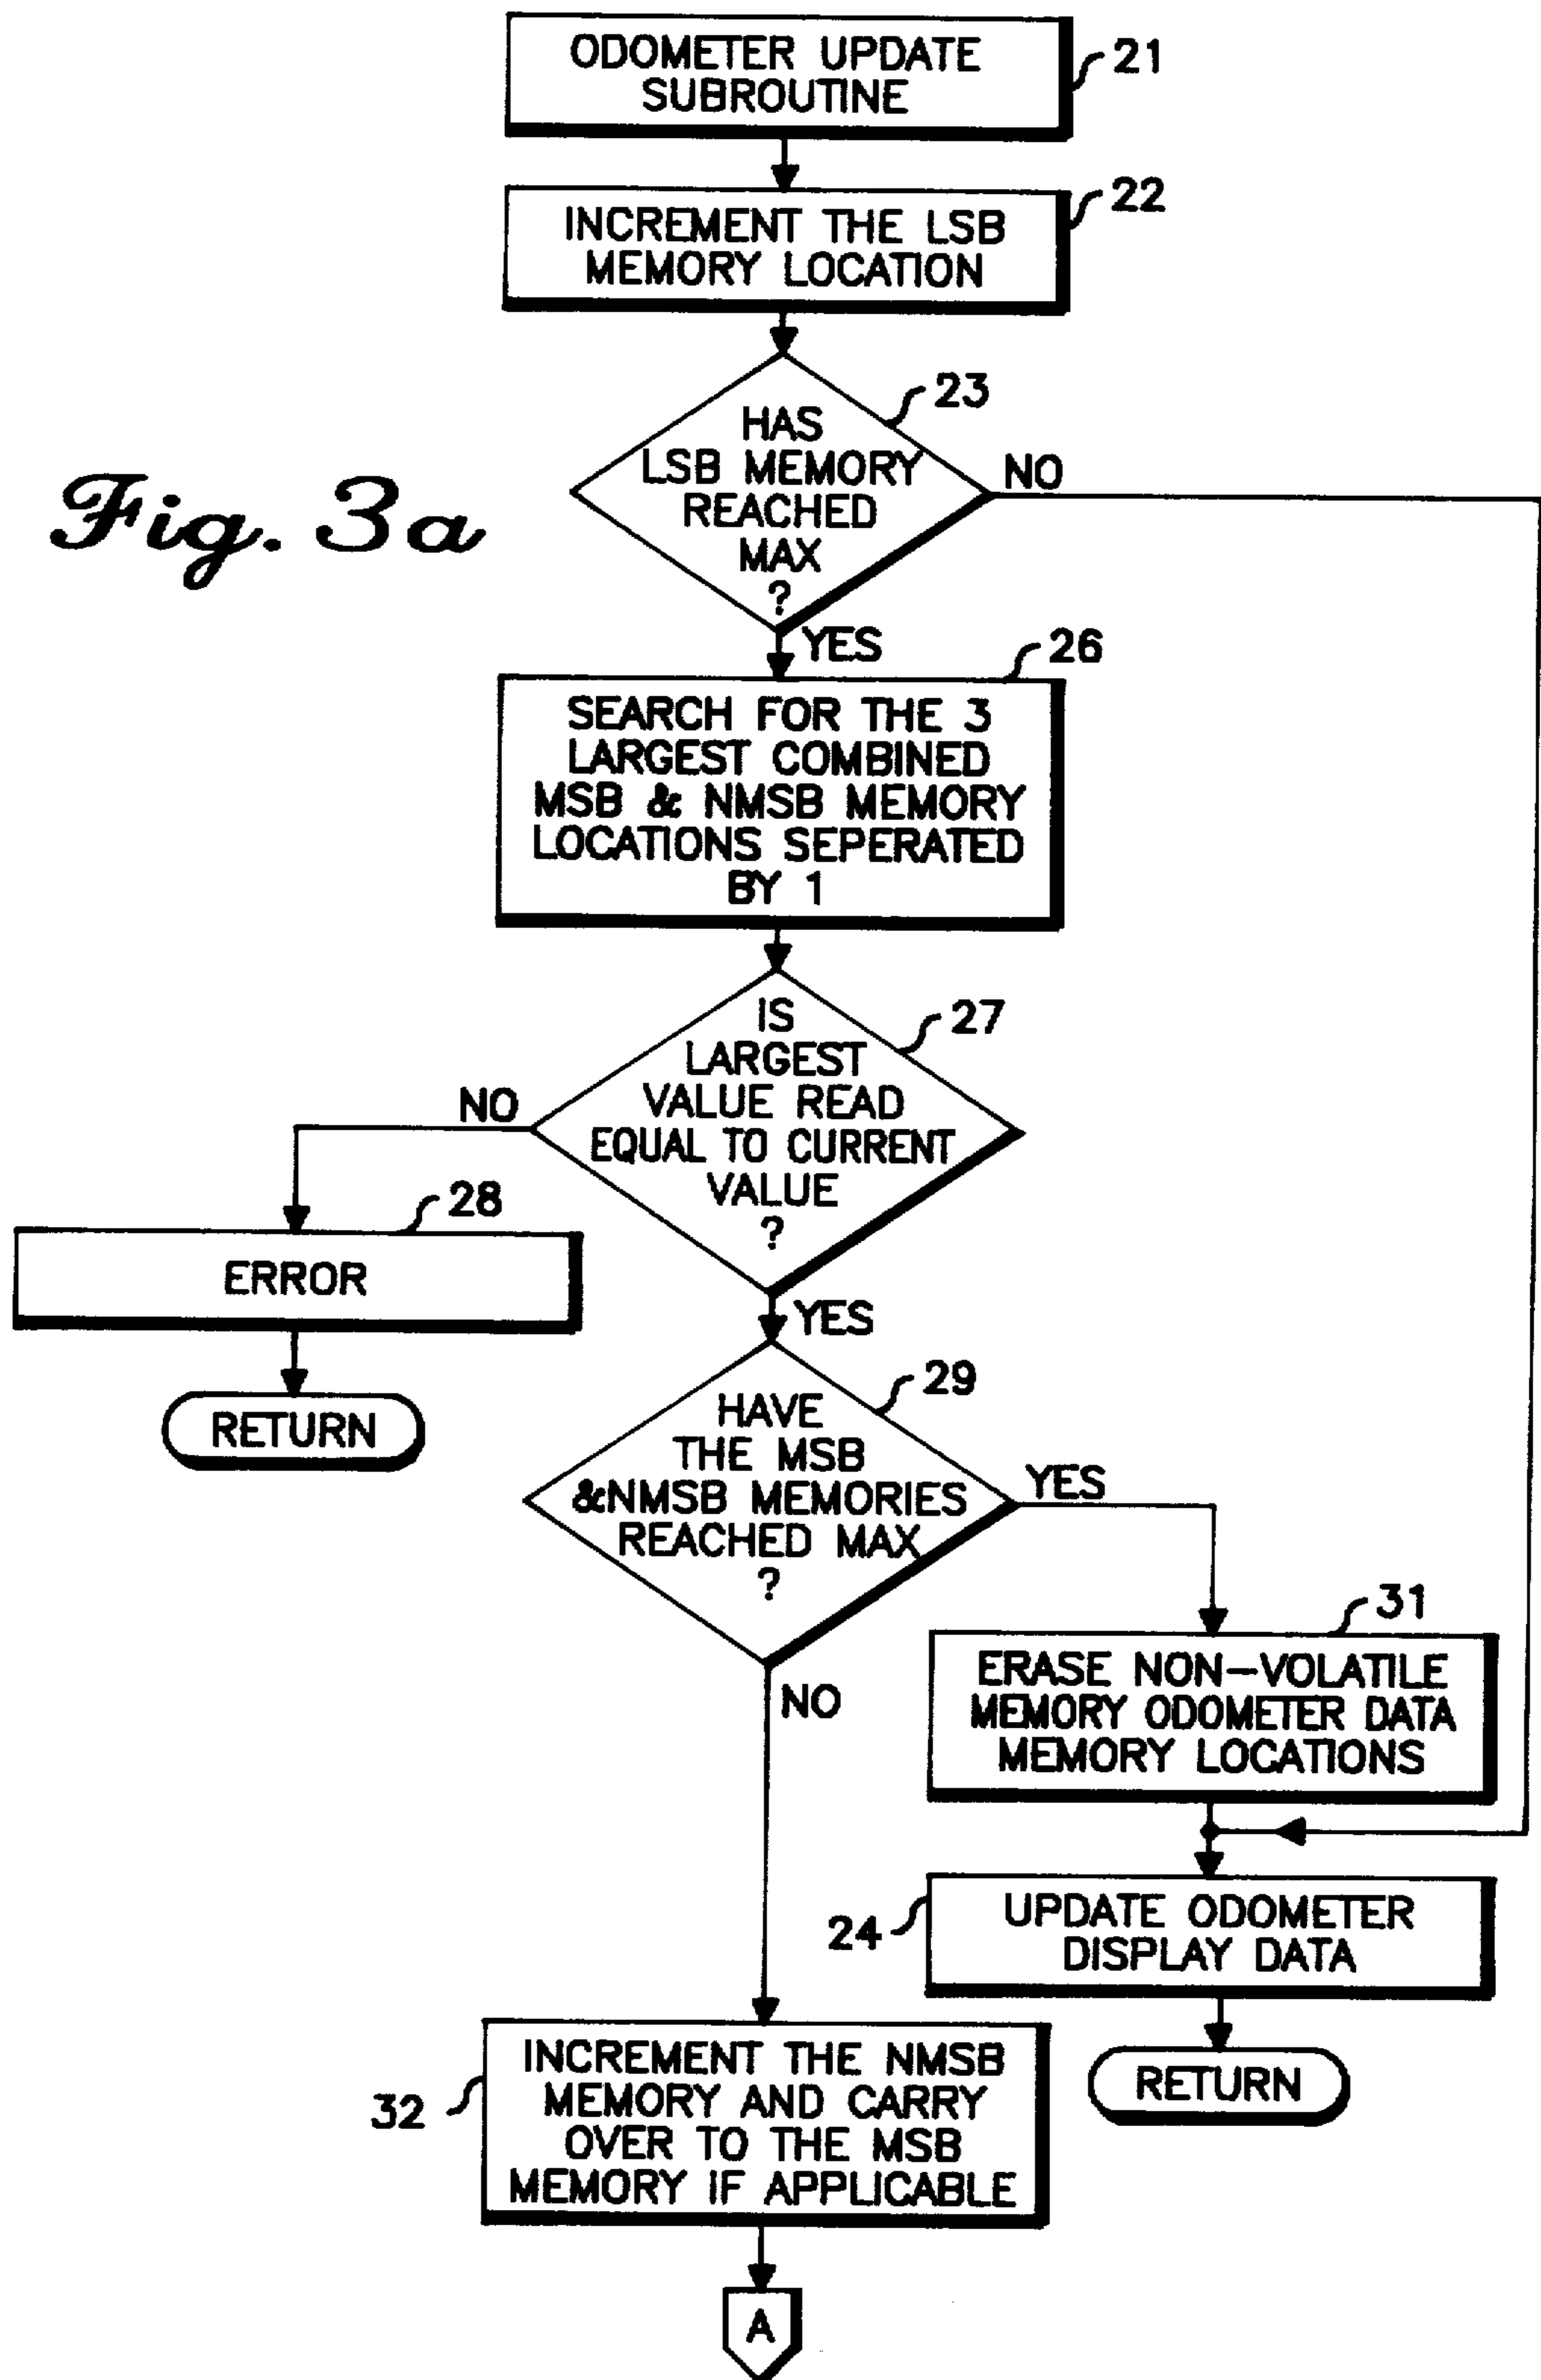 ODOMETER UPDATE
SUBROUTINE
21
INCREMENT THE LSB
MEMORY LOCATION
22
Fig. 3a
HAS
LSB MEMORY
REACHED
MAX
?
23
NO
YES
26
SEARCH FOR THE 3
LARGEST COMBINED
MSB & NMSB MEMORY
LOCATIONS SEPERATED
BY 1
IS
LARGEST
VALUE READ
EQUAL TO CURRENT
VALUE
?
27
NO
28
ERROR
RETURN
YES
HAVE
THE MSB
&NMSB MEMORIES
REACHED MAX
?
29
YES
NO
31
ERASE NON-VOLATILE
MEMORY ODOMETER DATA
MEMORY LOCATIONS
24
UPDATE ODOMETER
DISPLAY DATA
RETURN
32
INCREMENT THE NMSB
MEMORY AND CARRY
OVER TO THE MSB
MEMORY IF APPLICABLE
A